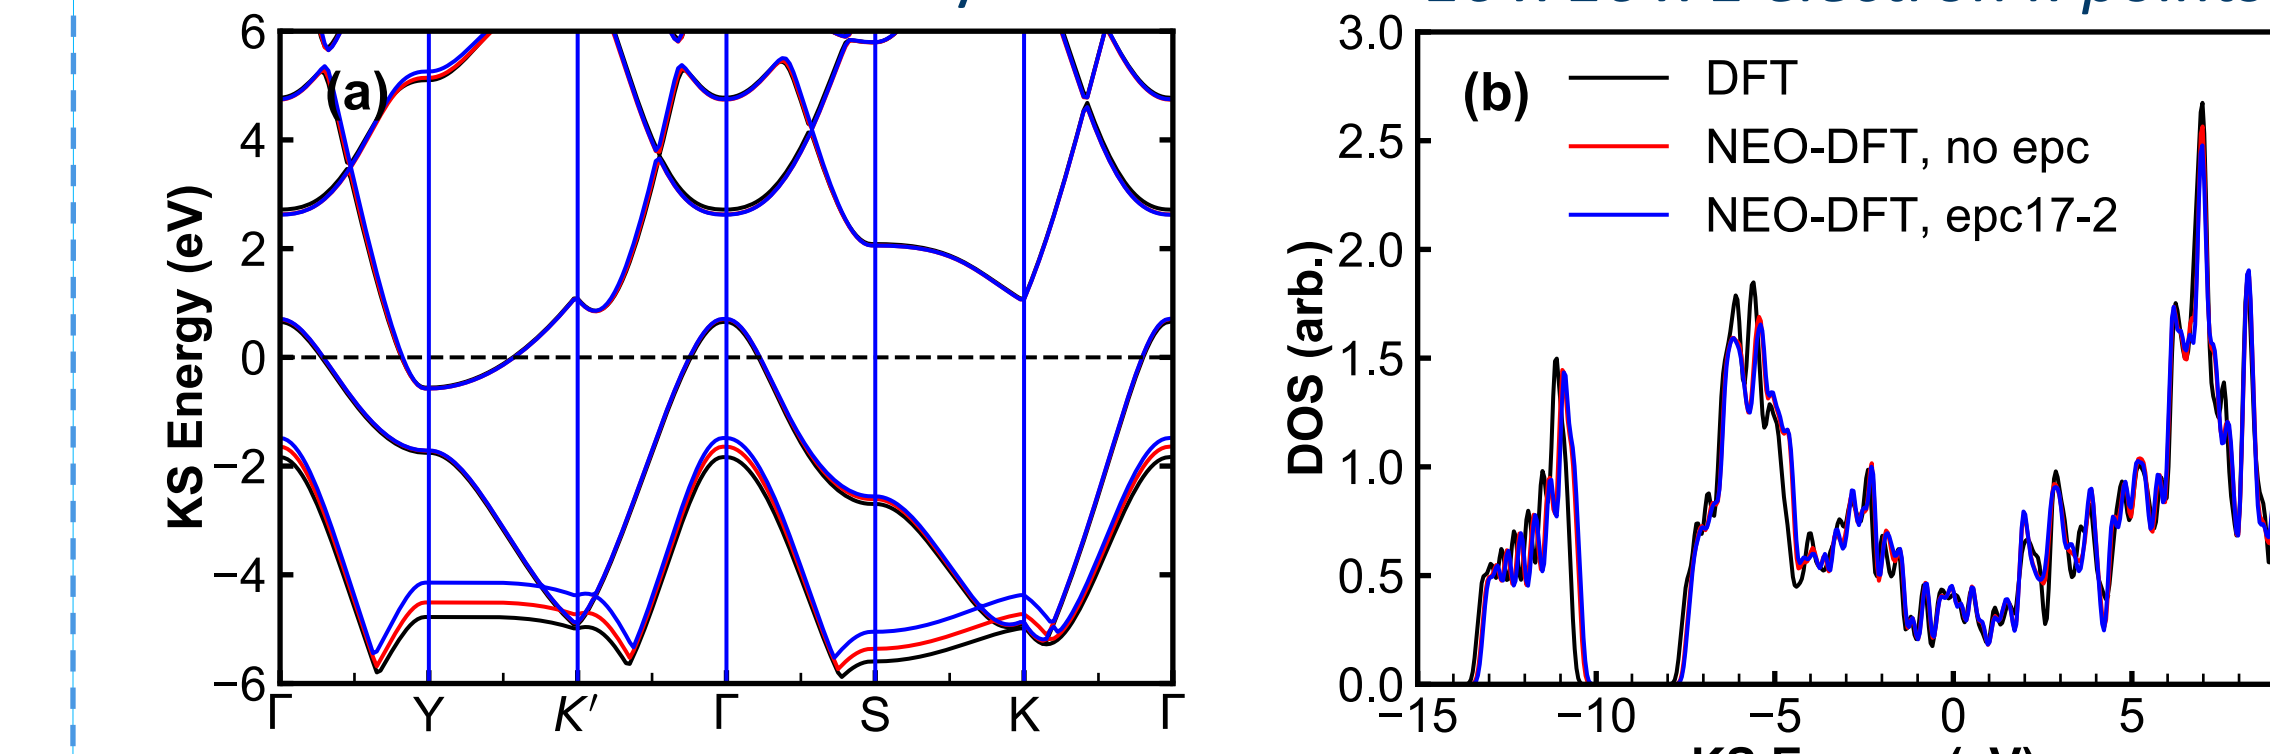 6
4
2
0
−2
−4
−6
KS Energy (eV)
(a)
Γ Y K′ Γ S K Γ
3.0
2.5
2.0
1.5
1.0
0.5
0.0
DOS (arb.)
(b)
DFT
NEO-DFT, no epc
NEO-DFT, epc17-2
−15 −10 −5 0 5